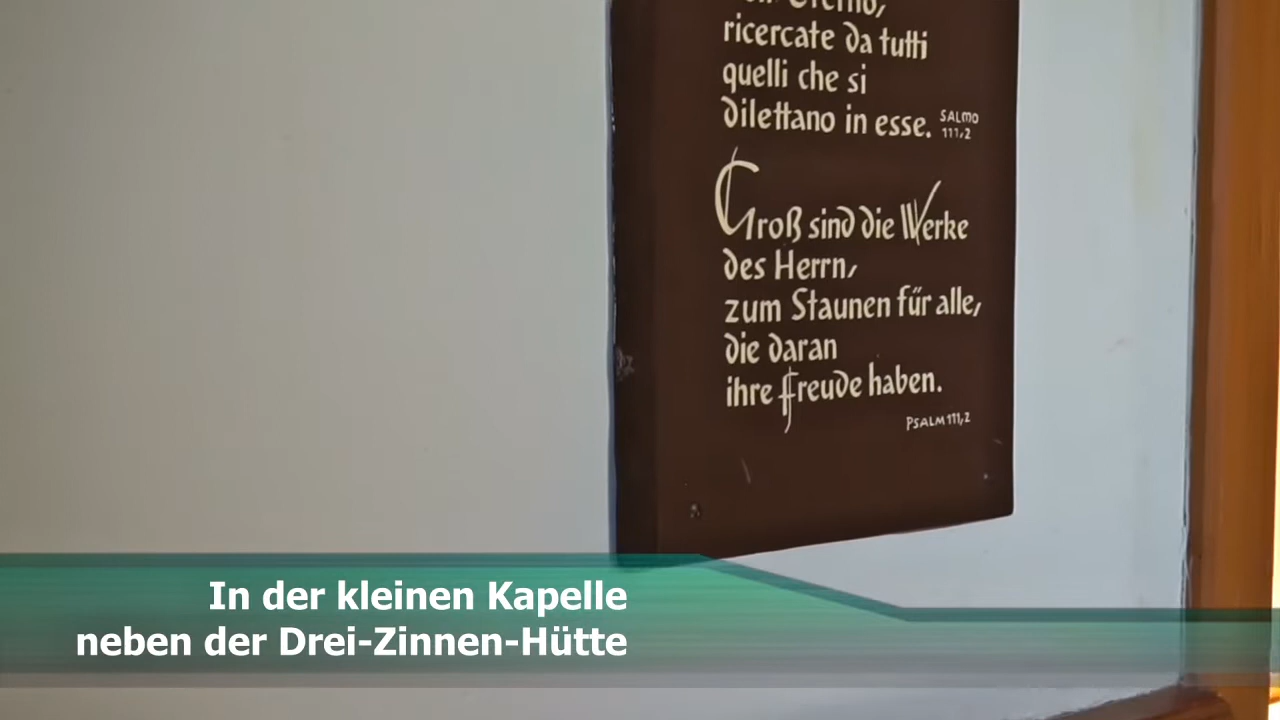 ricercate da tutti
quelli che si
dilettano in esse. SALMO
111,2
Groß sind die Werke
des Herrn,
zum Staunen für alle,
die daran
ihre Freude haben.
PSALM 111,2
In der kleinen Kapelle
neben der Drei-Zinnen-Hütte